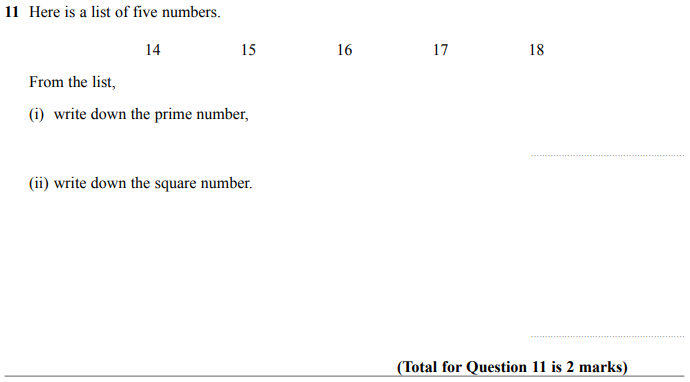 11 Here is a list of five numbers.
14 15 16 17 18
From the list,
(i) write down the prime number,
(ii) write down the square number.
(Total for Question 11 is 2 marks)